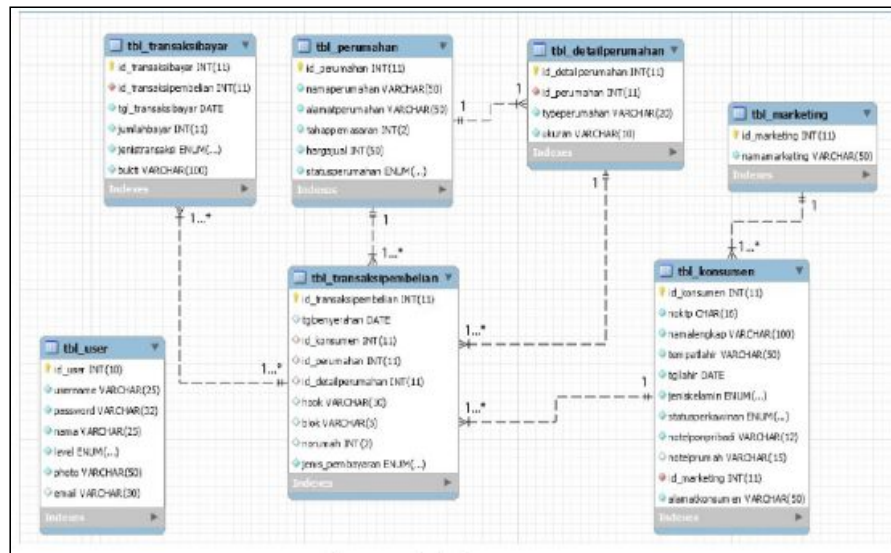 tbl_transaksibayar
id_transaksibayar INT(11)
id_transaksipembelian INT(11)
tgl_transaksibayar DATE
jumlahbayar INT(11)
jenistransaksi ENUM(...)
bukti VARCHAR(100)
Indexes
tbl_perumahan
id_perumahan INT(11)
namaperumahan VARCHAR(50)
alamatperumahan VARCHAR(50)
tahappemasaran INT(2)
hargajual INT(50)
statusperumahan ENUM(...)
Indexes
tbl_detailperumahan
id_detailperumahan INT(11)
id_perumahan INT(11)
typeperumahan VARCHAR(20)
ukuran VARCHAR(10)
Indexes
tbl_marketing
id_marketing INT(11)
namamarketing VARCHAR(50)
Indexes
1
1
1
1
1
1...*
1...*
1...*
tbl_transaksipembelian
id_transaksipembelian INT(11)
tglpenyerahan DATE
id_konsumen INT(11)
id_perumahan INT(11)
id_detailperumahan INT(11)
hook VARCHAR(10)
blok VARCHAR(5)
norumah INT(2)
jenis_pembayaran ENUM(...)
Indexes
1...*
1...*
1...*
1
tbl_user
id_user INT(10)
username VARCHAR(25)
password VARCHAR(32)
nama VARCHAR(25)
level ENUM(...)
photo VARCHAR(50)
email VARCHAR(30)
Indexes
tbl_konsumen
id_konsumen INT(11)
noktp CHAR(16)
namalengkap VARCHAR(100)
tempatlahir VARCHAR(50)
tgllahir DATE
jeniskelamin ENUM(...)
statusperkawinan ENUM(...)
notelponpribadi VARCHAR(12)
notelprumah VARCHAR(15)
id_marketing INT(11)
alamatkonsumen VARCHAR(50)
Indexes